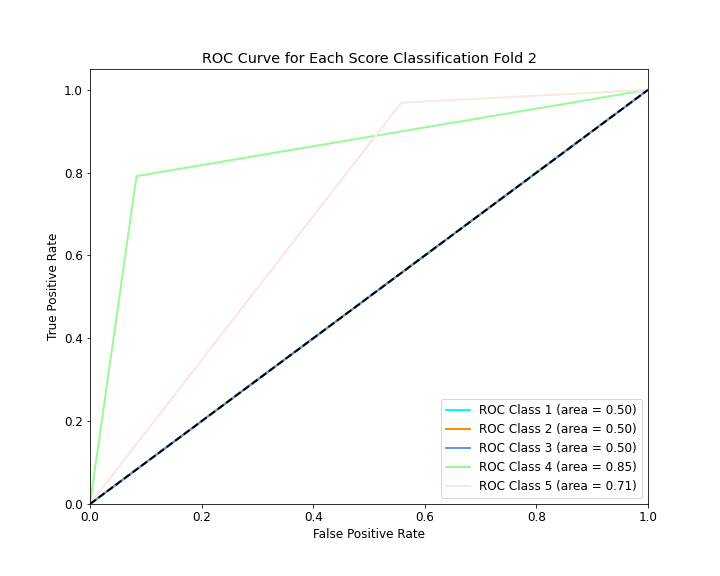 ROC Curve for Each Score Classification Fold 2
True Positive Rate
1.0
0.8
0.6
0.4
0.2
0.0
ROC Class 1 (area = 0.50)
ROC Class 2 (area = 0.50)
ROC Class 3 (area = 0.50)
ROC Class 4 (area = 0.85)
ROC Class 5 (area = 0.71)
0.0 0.2 0.4 0.6 0.8 1.0
False Positive Rate